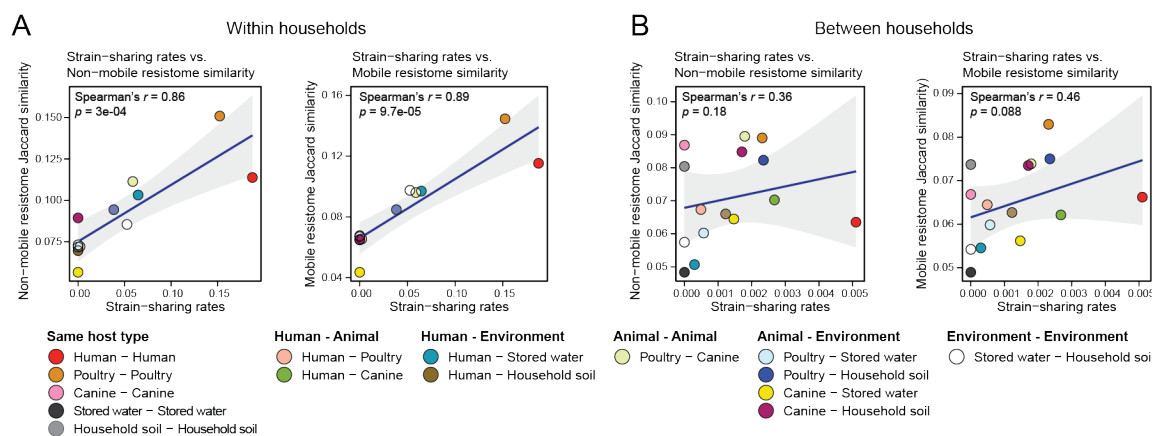 A
Within households
Strain−sharing rates vs.
Non−mobile resistome similarity
Spearman's r = 0.86
p = 3e-04
Non−mobile resistome Jaccard similarity
0.150
0.125
0.100
0.075
0.00
0.05
0.10
0.15
Strain−sharing rates
Strain−sharing rates vs.
Mobile resistome similarity
Spearman's r = 0.89
p = 9.7e-05
Mobile resistome Jaccard similarity
0.16
0.12
0.08
0.04
0.00
0.05
0.10
0.15
Strain−sharing rates
B
Between households
Strain−sharing rates vs.
Non−mobile resistome similarity
Spearman's r = 0.36
p = 0.18
Non−mobile resistome Jaccard similarity
0.10
0.09
0.08
0.07
0.06
0.05
0.000
0.001
0.002
0.003
0.004
0.005
Strain−sharing rates
Strain−sharing rates vs.
Mobile resistome similarity
Spearman's r = 0.46
p = 0.088
Mobile resistome Jaccard similarity)
0.09
0.08
0.07
0.06
0.05
0.000
0.001
0.002
0.003
0.004
0.005
Strain−sharing rates
Same host type
Human − Human
Poultry − Poultry
Canine − Canine
Stored water − Stored water
Household soil − Household soil
Human - Animal
Human − Poultry
Human − Canine
Human - Environment
Human − Stored water
Human − Household soil
Animal - Animal
Poultry − Canine
Animal - Environment
Poultry − Stored water
Poultry − Household soil
Canine − Stored water
Canine − Household soil
Environment - Environment
Stored water − Household soi